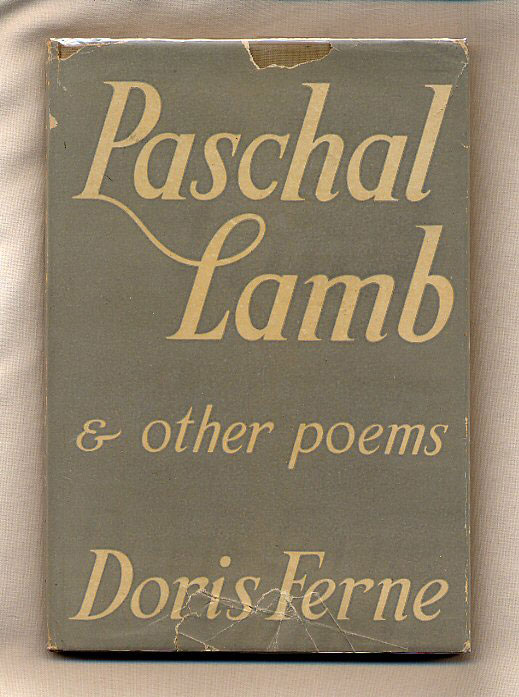 Paschal
Lamb
& other poems
Doris Ferne